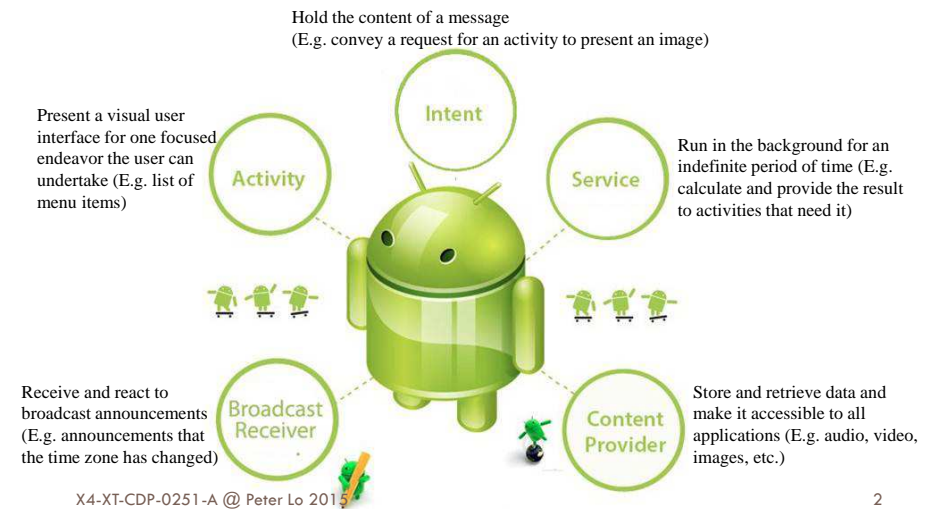 Hold the content of a message
(E.g. convey a request for an activity to present an image)
Intent
Present a visual user
interface for one focused
endeavor the user can
undertake (E.g. list of
menu items)
Activity
Service
Run in the background for an
indefinite period of time (E.g.
calculate and provide the result
to activities that need it)
Receive and react to
broadcast announcements
(E.g. announcements that
the time zone has changed)
Broadcast
Receiver
Content
Provider
Store and retrieve data and
make it accessible to all
applications (E.g. audio, video,
images, etc.)
X4-XT-CDP-0251-A @ Peter Lo 2015
2